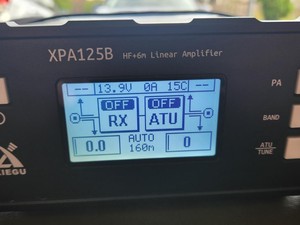 XPA125B HF+6m Linear Amplifier
-- 13.9V 0A 15C --
OFF OFF
RX ATU
0.0 AUTO 0
160m
PA
BAND
ATU
TUNE
XIEGU